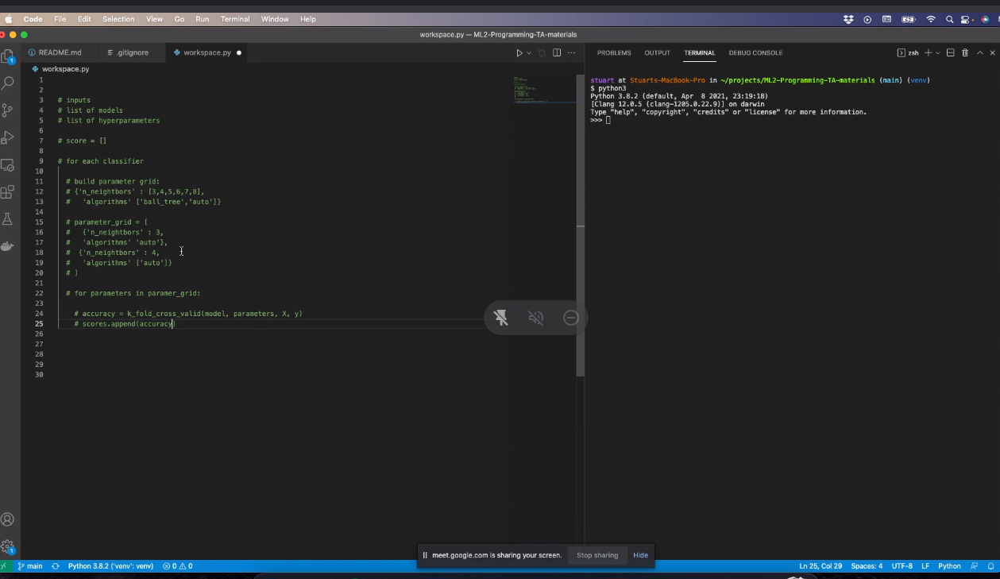 Code File Edit Selection View Go Run Terminal Window Help
workspace.py — ML2-Programming-TA-materials
README.md .gitignore workspace.py
PROBLEMS OUTPUT TERMINAL DEBUG CONSOLE
zsh
workspace.py
1
2
3 # inputs
4 # list of models
5 # list of hyperparameters
6
7 # score = []
8
9 # for each classifier
10
11 # build parameter grid:
12 # {'n_neightbors' : [3,4,5,6,7,8],
13 #   'algorithms' ['ball_tree','auto']}
14
15 # parameter_grid = [
16 #   {'n_neightbors' : 3,
17 #   'algorithms' 'auto'},
18 #  {'n_neightbors' : 4,
19 #   'algorithms' ['auto']}
20 # ]
21
22 # for parameters in paramer_grid:
23
24 # accuracy = k_fold_cross_valid(model, parameters, X, y)
25 # scores.append(accuracy)
26
27
28
29
30
stuart at Stuarts-MacBook-Pro in ~/projects/ML2-Programming-TA-materials (main) (venv)
$ python3
Python 3.8.2 (default, Apr  8 2021, 23:19:18)
[Clang 12.0.5 (clang-1205.0.22.9)] on darwin
Type "help", "copyright", "credits" or "license" for more information.
>>>
1
1
meet.google.com is sharing your screen. Stop sharing Hide
main Python 3.8.2 ('venv': venv) 0 0 Ln 25, Col 29 Spaces: 4 UTF-8 LF Python